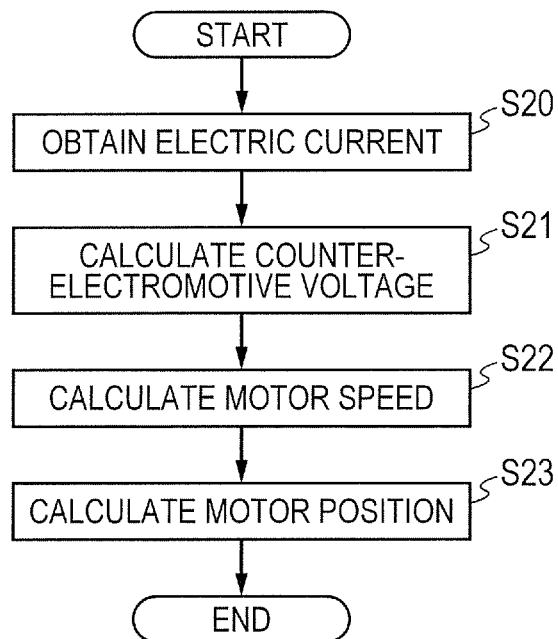 START
S20
OBTAIN ELECTRIC CURRENT
S21
CALCULATE COUNTER-
ELECTROMOTIVE VOLTAGE
S22
CALCULATE MOTOR SPEED
S23
CALCULATE MOTOR POSITION
END